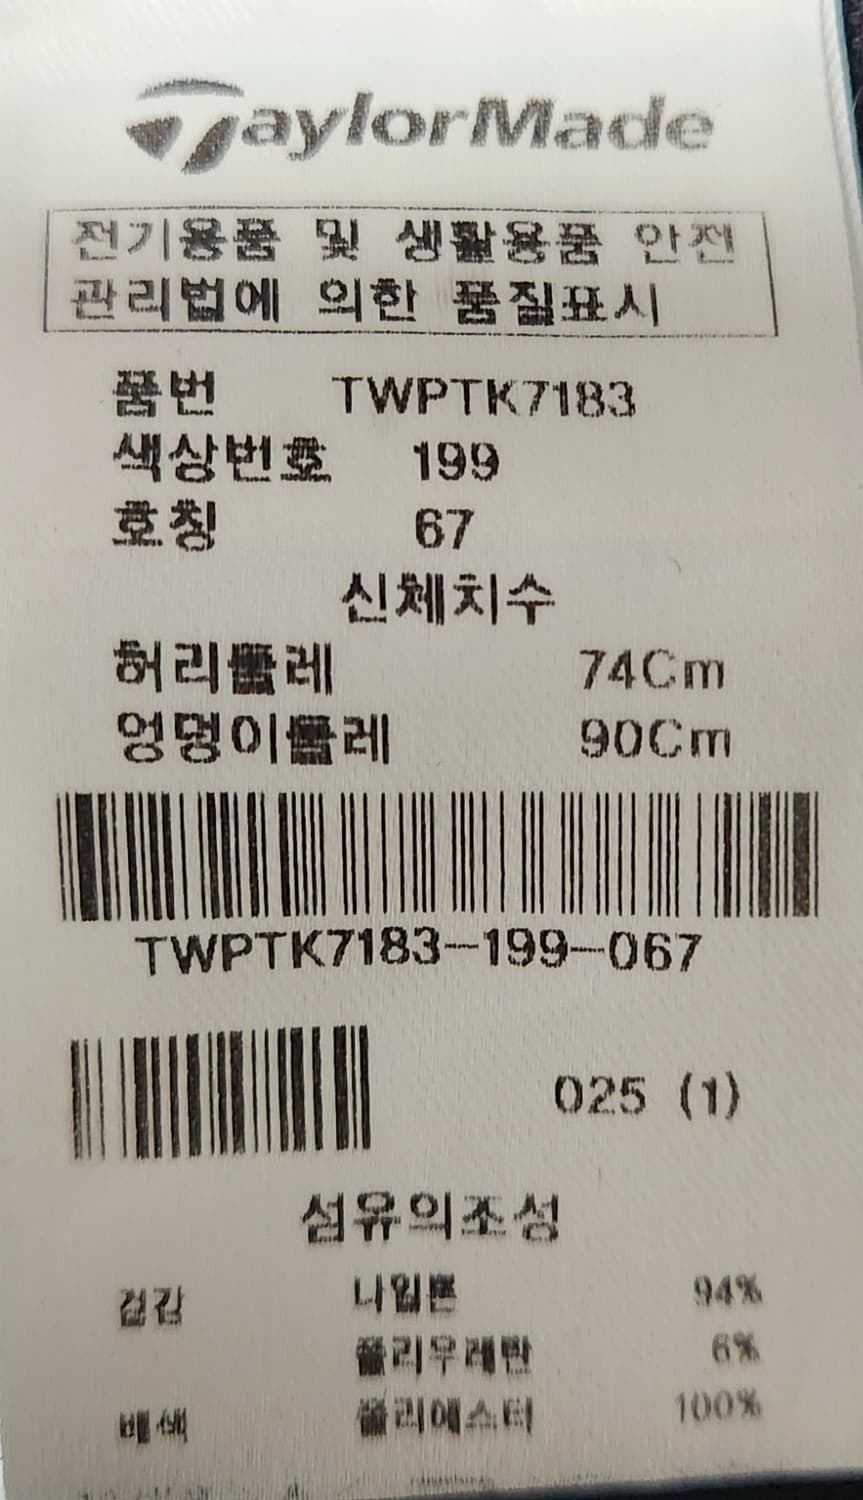 TaylorMade
전기용품 및 생활용품 안전
관리법에 의한 품질표시
품번 TWPTK7183
색상번호 199
호칭 67
신체치수
허리둘레 74Cm
엉덩이둘레 90Cm
TWPTK7183-199-067
025 (1)
섬유의조성
겉감 나일론 94%
폴리우레탄 6%
배색 폴리에스터 100%